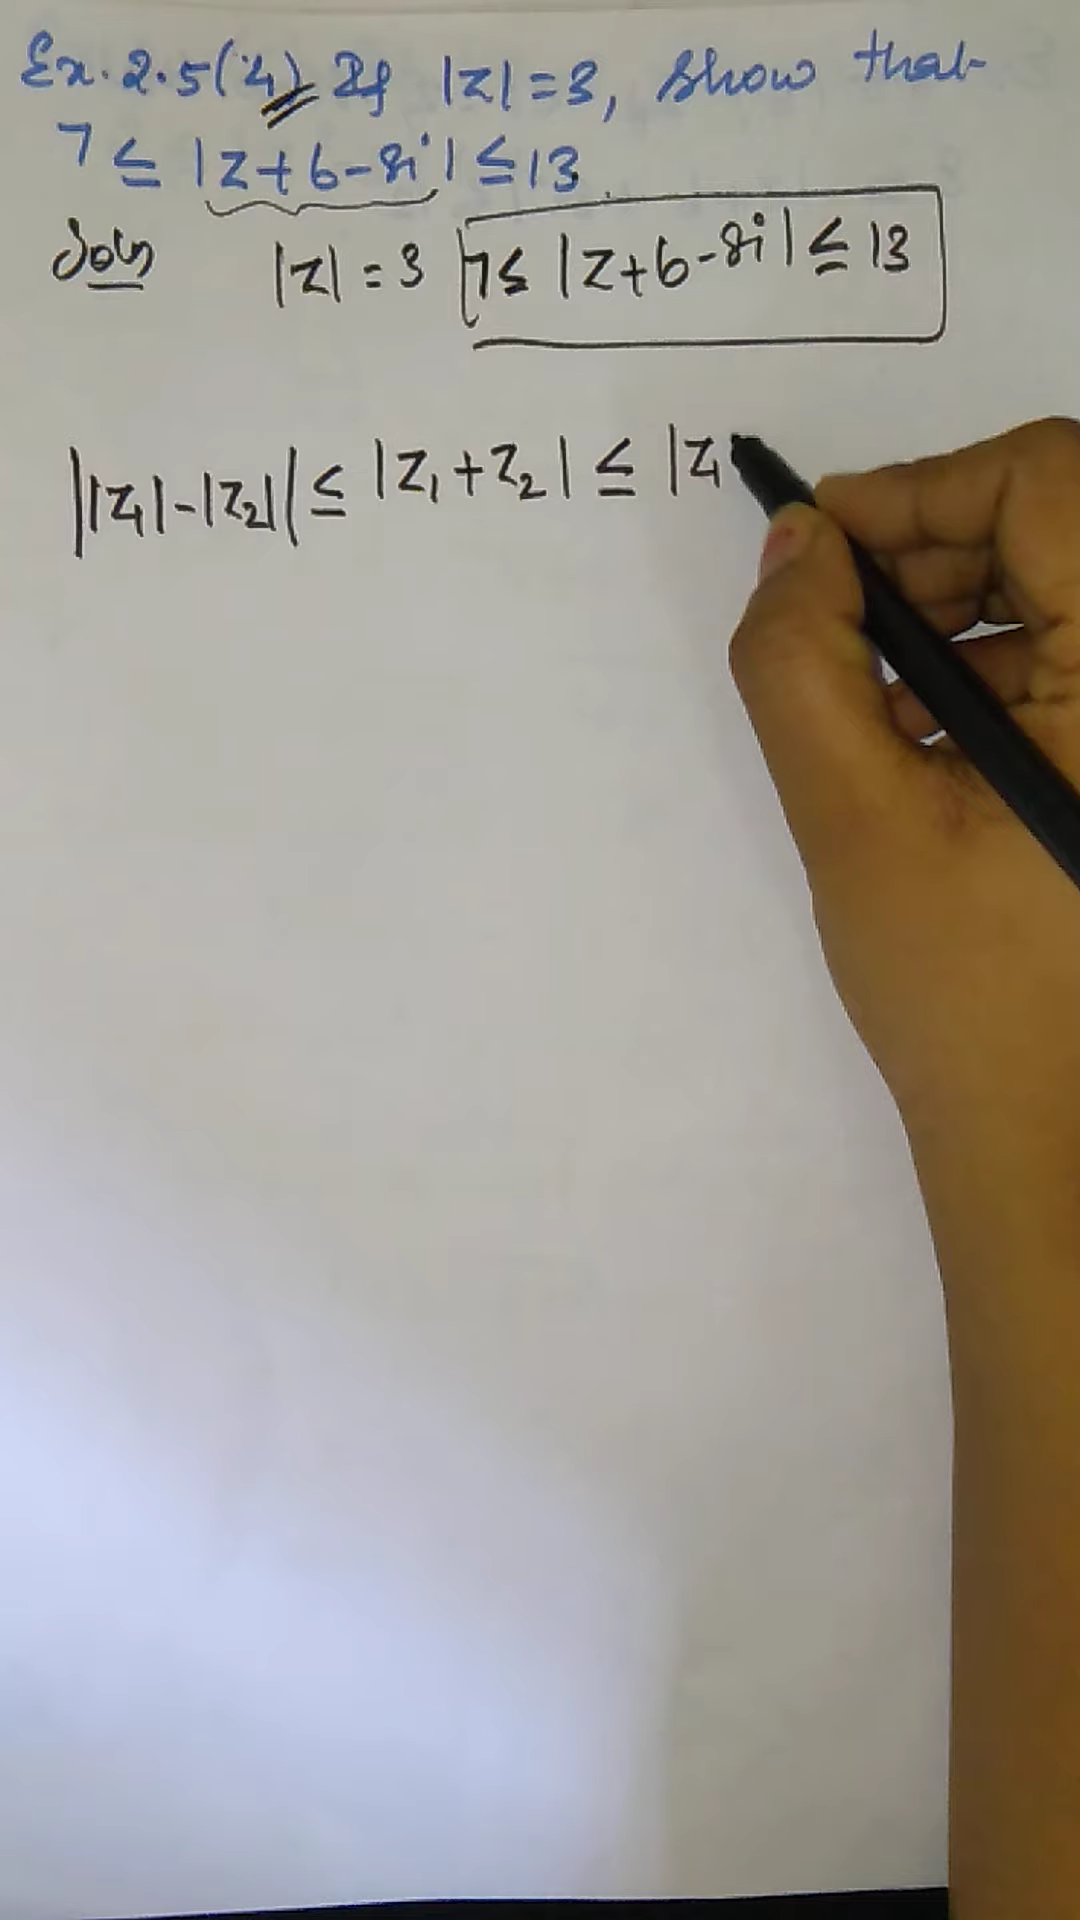 Ex. 2.5(4) If |z| = 3, show that
7 ≤ |z + 6 - 8i| ≤ 13
Soln |z| = 3 7 ≤ |z + 6 - 8i| ≤ 13
||z₁| - |z₂|| ≤ |z₁ + z₂| ≤ |z₁